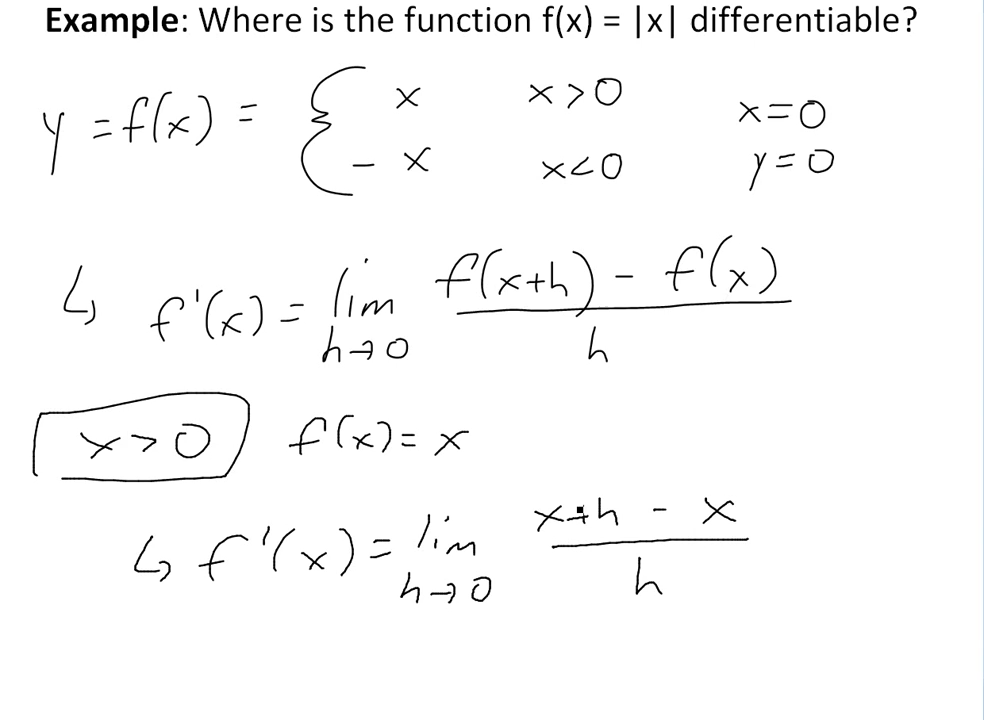 Example: Where is the function f(x) = |x| differentiable?
y = f(x) = { x x > 0 x = 0
- x x < 0 y = 0
↳ f'(x) = lim h→0 f(x+h) - f(x) / h
x > 0 f(x) = x
↳ f'(x) = lim h→0 x+h - x / h